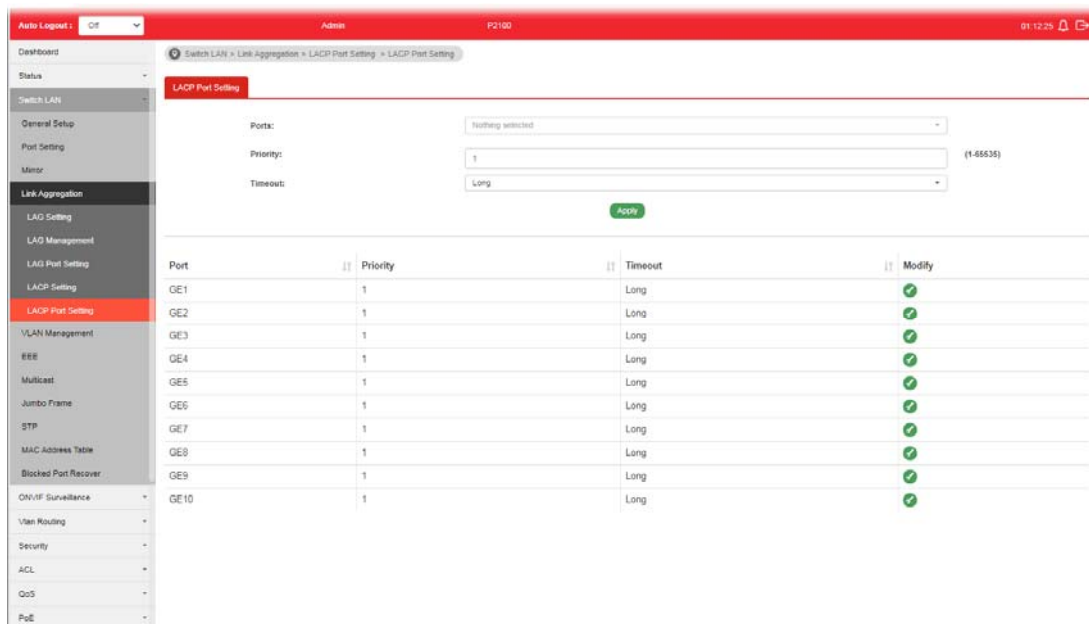 Auto Logout : Off Admin P2100 01:12:25
Dashboard
Status
Switch LAN
General Setup
Port Setting
Mirror
Link Aggregation
LAG Setting
LAG Management
LAG Port Setting
LACP Setting
LACP Port Setting
VLAN Management
EEE
Multicast
Jumbo Frame
STP
MAC Address Table
Blocked Port Recover
ONVIF Surveillance
Vlan Routing
Security
ACL
QoS
PoE
Switch LAN > Link Aggregation > LACP Port Setting > LACP Port Setting
LACP Port Setting
Ports: Nothing selected
Priority: 1 (1-65535)
Timeout: Long
Apply
Port Priority Timeout Modify
GE1 1 Long
GE2 1 Long
GE3 1 Long
GE4 1 Long
GE5 1 Long
GE6 1 Long
GE7 1 Long
GE8 1 Long
GE9 1 Long
GE10 1 Long